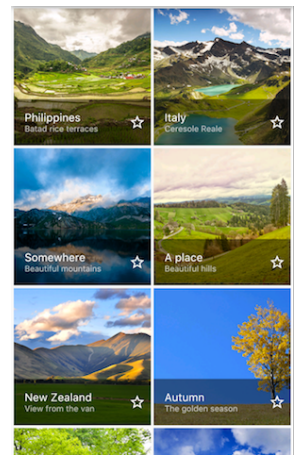 Philippines
Batad rice terraces
Italy
Ceresole Reale
Somewhere
Beautiful mountains
A place
Beautiful hills
New Zealand
View from the van
Autumn
The golden season